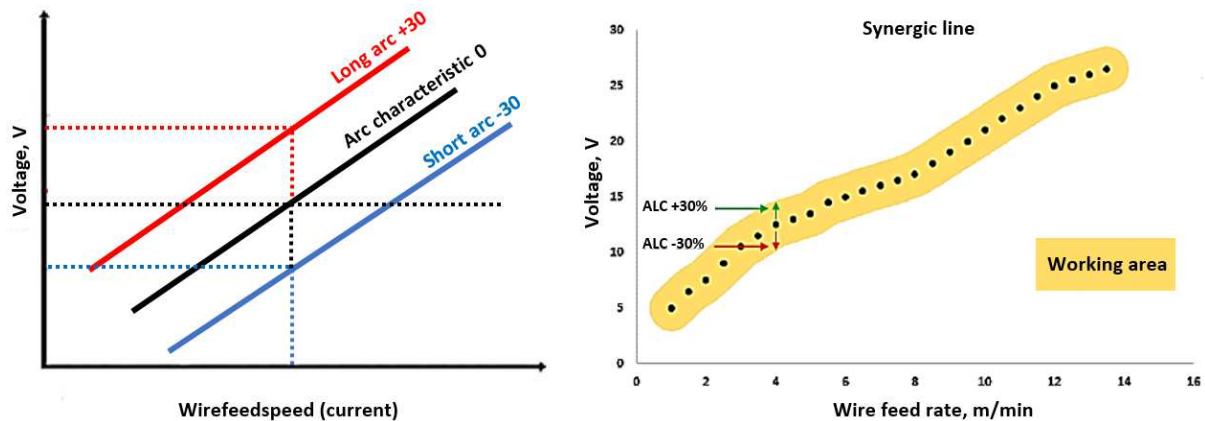 Long arc +30
Arc characteristic 0
Short arc -30
Voltage, V
Wirefeedspeed (current)
Synergic line
30
25
20
15
10
5
0
Voltage, V
ALC +30%
ALC -30%
Working area
0
2
4
6
8
10
12
14
16
Wire feed rate, m/min